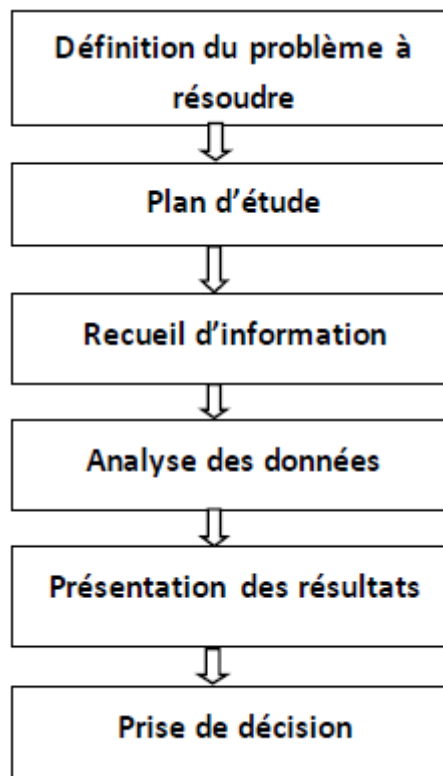 Définition du problème à
résoudre
Plan d’étude
Recueil d’information
Analyse des données
Présentation des résultats
Prise de décision